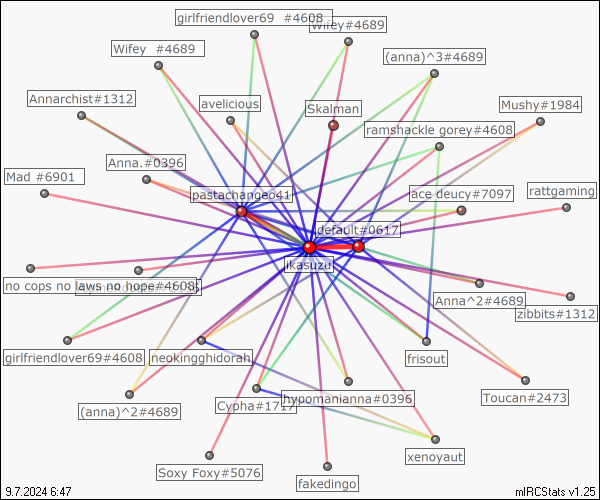 girlfriendlover69 #4608
Wifey#4689
Wifey #4689
(anna)^3#4689
Annarchist#1312
avelicious
Skalman
Mushy#1984
ramshackle gorey#4608
Anna.#0396
Mad #6901
pastachangeo41
ace deucy#7097
rattgaming
default#0617
ikasuzu
no cops no laws no hope#4608
Anna^2#4689
zibbits#1312
girlfriendlover69#4608
neokingghidorah
frisout
(anna)^2#4689
Cypha#1717
hypomanianna#0396
Toucan#2473
xenoyaut
Soxy Foxy#5076
fakedingo
9.7.2024 6:47
mIRCStats v1.25